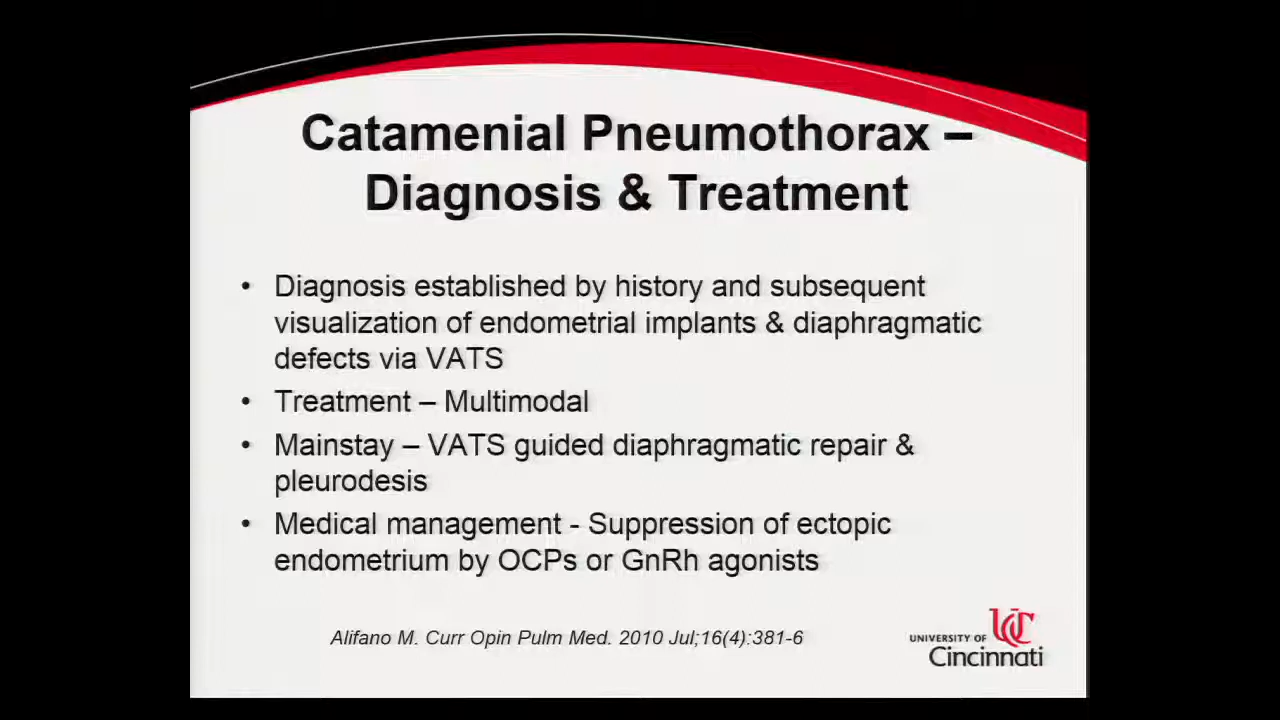 Catamenial Pneumothorax –
Diagnosis & Treatment
• Diagnosis established by history and subsequent
visualization of endometrial implants & diaphragmatic
defects via VATS
• Treatment – Multimodal
• Mainstay – VATS guided diaphragmatic repair &
pleurodesis
• Medical management - Suppression of ectopic
endometrium by OCPs or GnRh agonists
Alifano M. Curr Opin Pulm Med. 2010 Jul;16(4):381-6
UC
UNIVERSITY OF
Cincinnati